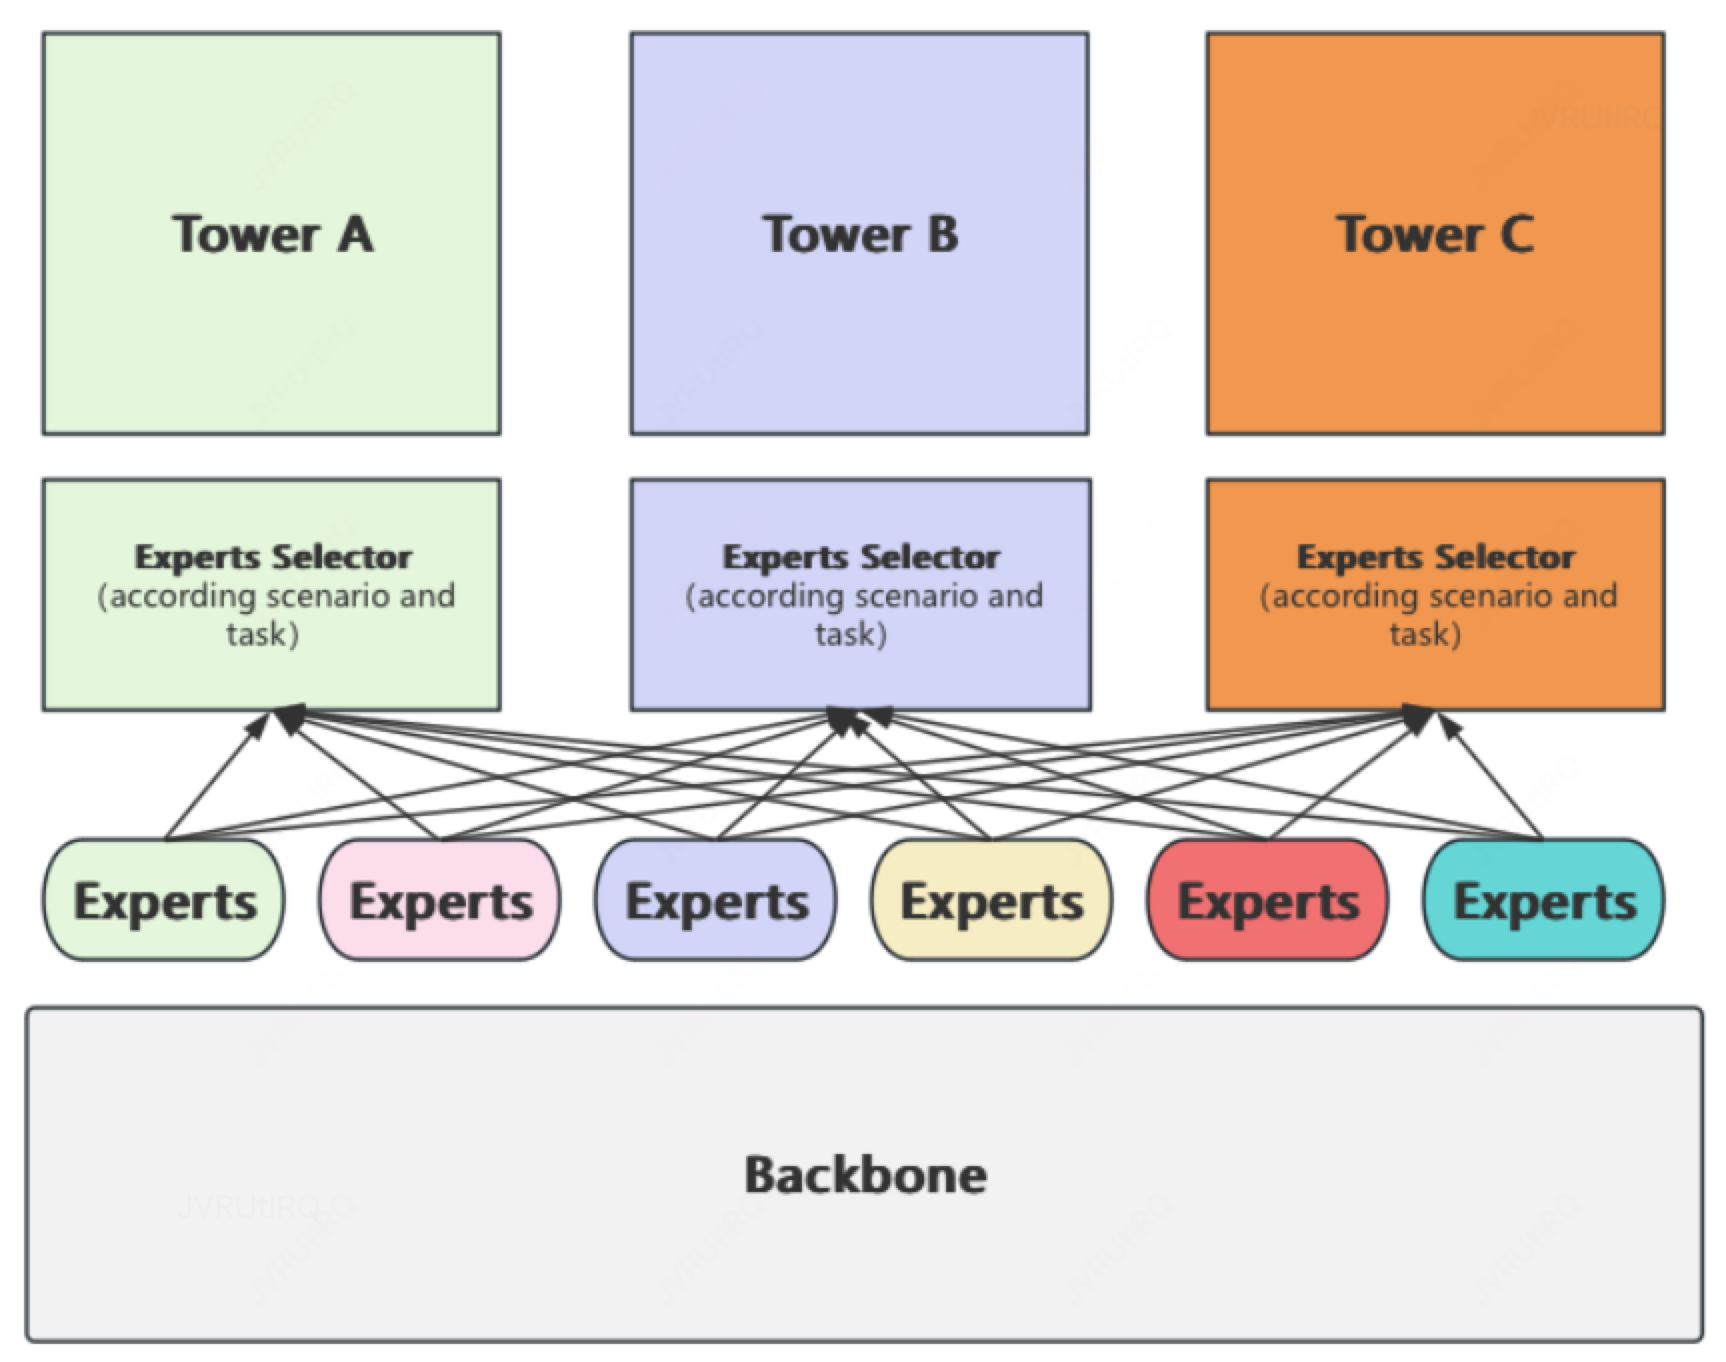 Tower A
Tower B
Tower C
Experts Selector
(according scenario and
task)
Experts Selector
(according scenario and
task)
Experts Selector
(according scenario and
task)
Experts
Experts
Experts
Experts
Experts
Experts
Backbone